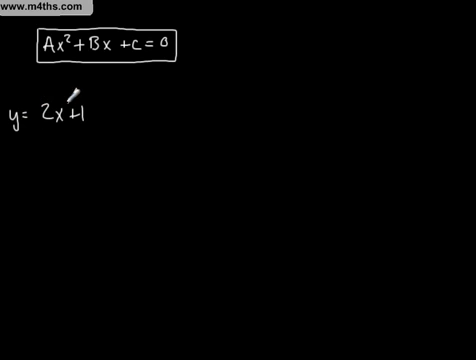 www.m4ths.com
Ax² + Bx + C = 0
y = 2x+1